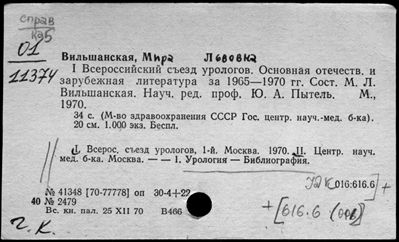 справ
каб
01
11374
Вильшанская, Мира Львовна
I Всероссийский съезд урологов. Основная отечеств. и
зарубежная литература за 1965—1970 гг. Сост. М. Л.
Вильшанская. Науч. ред. проф. Ю. А. Пытель. М.,
1970.
34 с. (М-во здравоохранения СССР Гос. центр. науч.-мед. б-ка).
20 см. 1.000 экз. Беспл.
I. Всерос. съезд урологов, 1-й. Москва. 1970. II. Центр. науч.
мед. б-ка. Москва. — — 1. Урология — Библиография.
УДК 016:616.6
+[616.6 (008)]
№ 41348 [70-77778] оп 30-4+22
40 № 2479
Вс. кн. пал. 25 XII 70 В466
г. к.